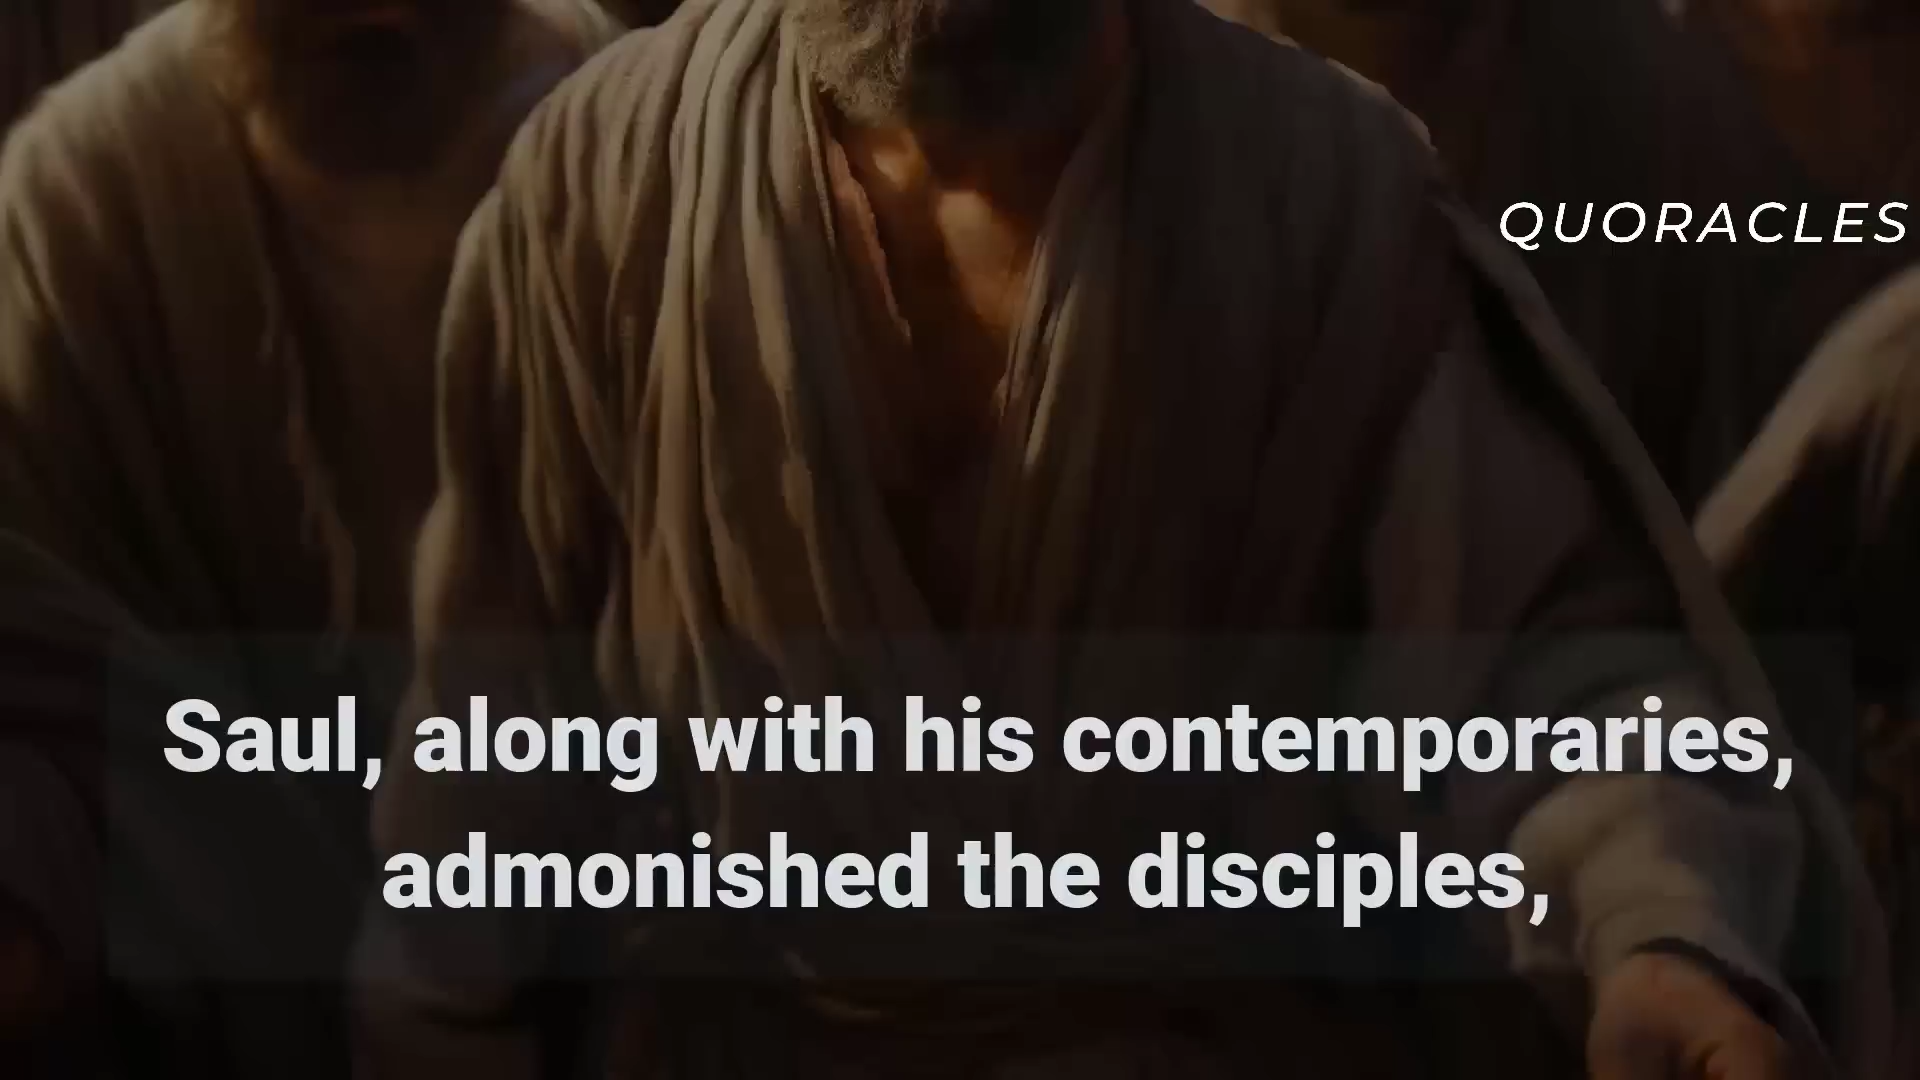 QUORACLES
Saul, along with his contemporaries,
admonished the disciples,